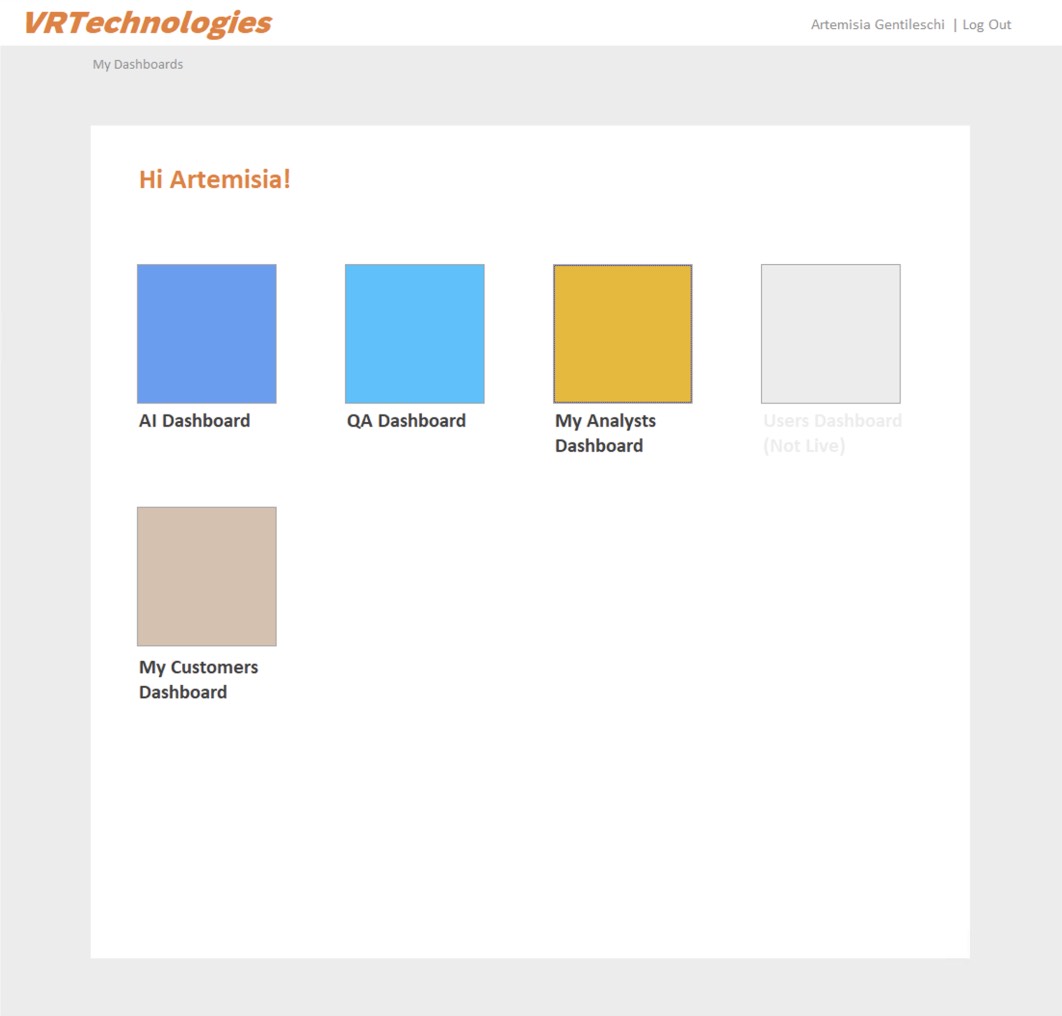 VRTechnologies
Artemisia Gentileschi | Log Out
My Dashboards
Hi Artemisia!
AI Dashboard
QA Dashboard
My Analysts
Dashboard
Users Dashboard
(Not Live)
My Customers
Dashboard